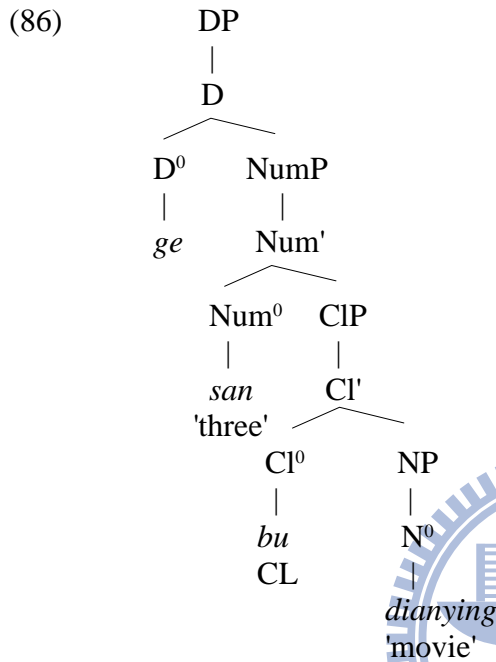 (86) DP
D
D⁰ NumP
ge Num'
Num⁰ ClP
san Cl'
'three'
Cl⁰ NP
bu N⁰
CL
dianying
'movie'